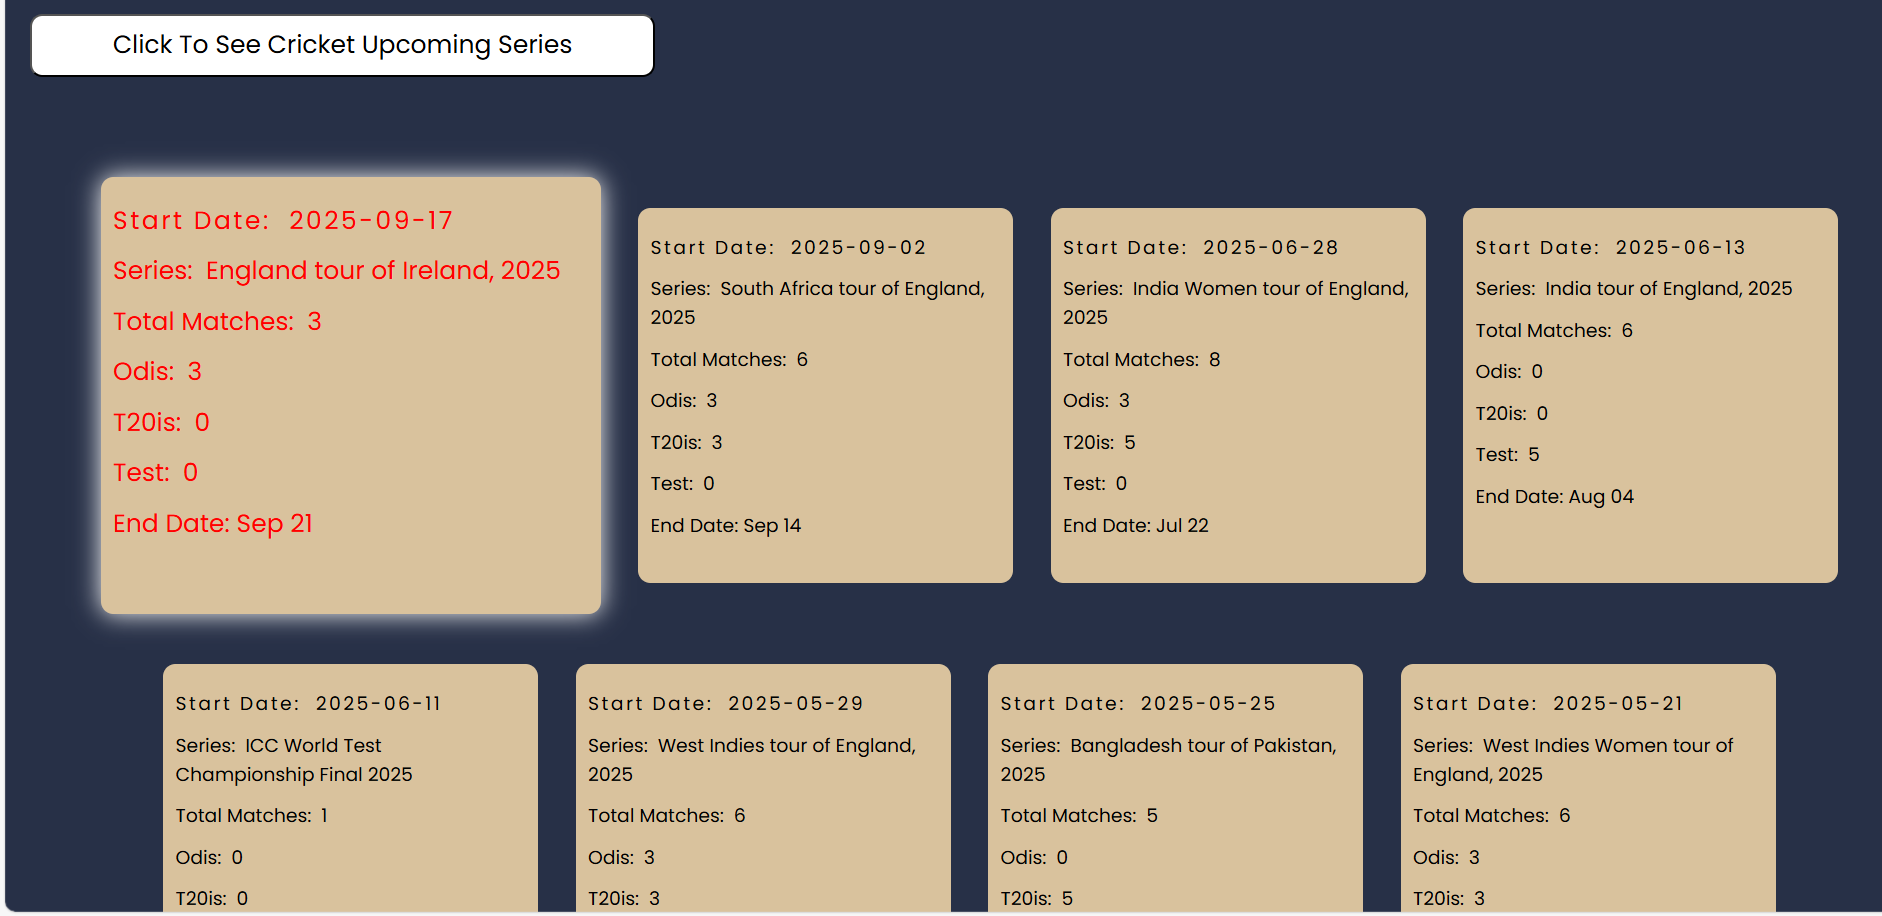 Click To See Cricket Upcoming Series
Start Date: 2025-09-17
Series: England tour of Ireland, 2025
Total Matches: 3
Odis: 3
T20is: 0
Test: 0
End Date: Sep 21
Start Date: 2025-09-02
Series: South Africa tour of England,
2025
Total Matches: 6
Odis: 3
T20is: 3
Test: 0
End Date: Sep 14
Start Date: 2025-06-28
Series: India Women tour of England,
2025
Total Matches: 8
Odis: 3
T20is: 5
Test: 0
End Date: Jul 22
Start Date: 2025-06-13
Series: India tour of England, 2025
Total Matches: 6
Odis: 0
T20is: 0
Test: 5
End Date: Aug 04
Start Date: 2025-06-11
Series: ICC World Test
Championship Final 2025
Total Matches: 1
Odis: 0
T20is: 0
Start Date: 2025-05-29
Series: West Indies tour of England,
2025
Total Matches: 6
Odis: 3
T20is: 3
Start Date: 2025-05-25
Series: Bangladesh tour of Pakistan,
2025
Total Matches: 5
Odis: 0
T20is: 5
Start Date: 2025-05-21
Series: West Indies Women tour of
England, 2025
Total Matches: 6
Odis: 3
T20is: 3